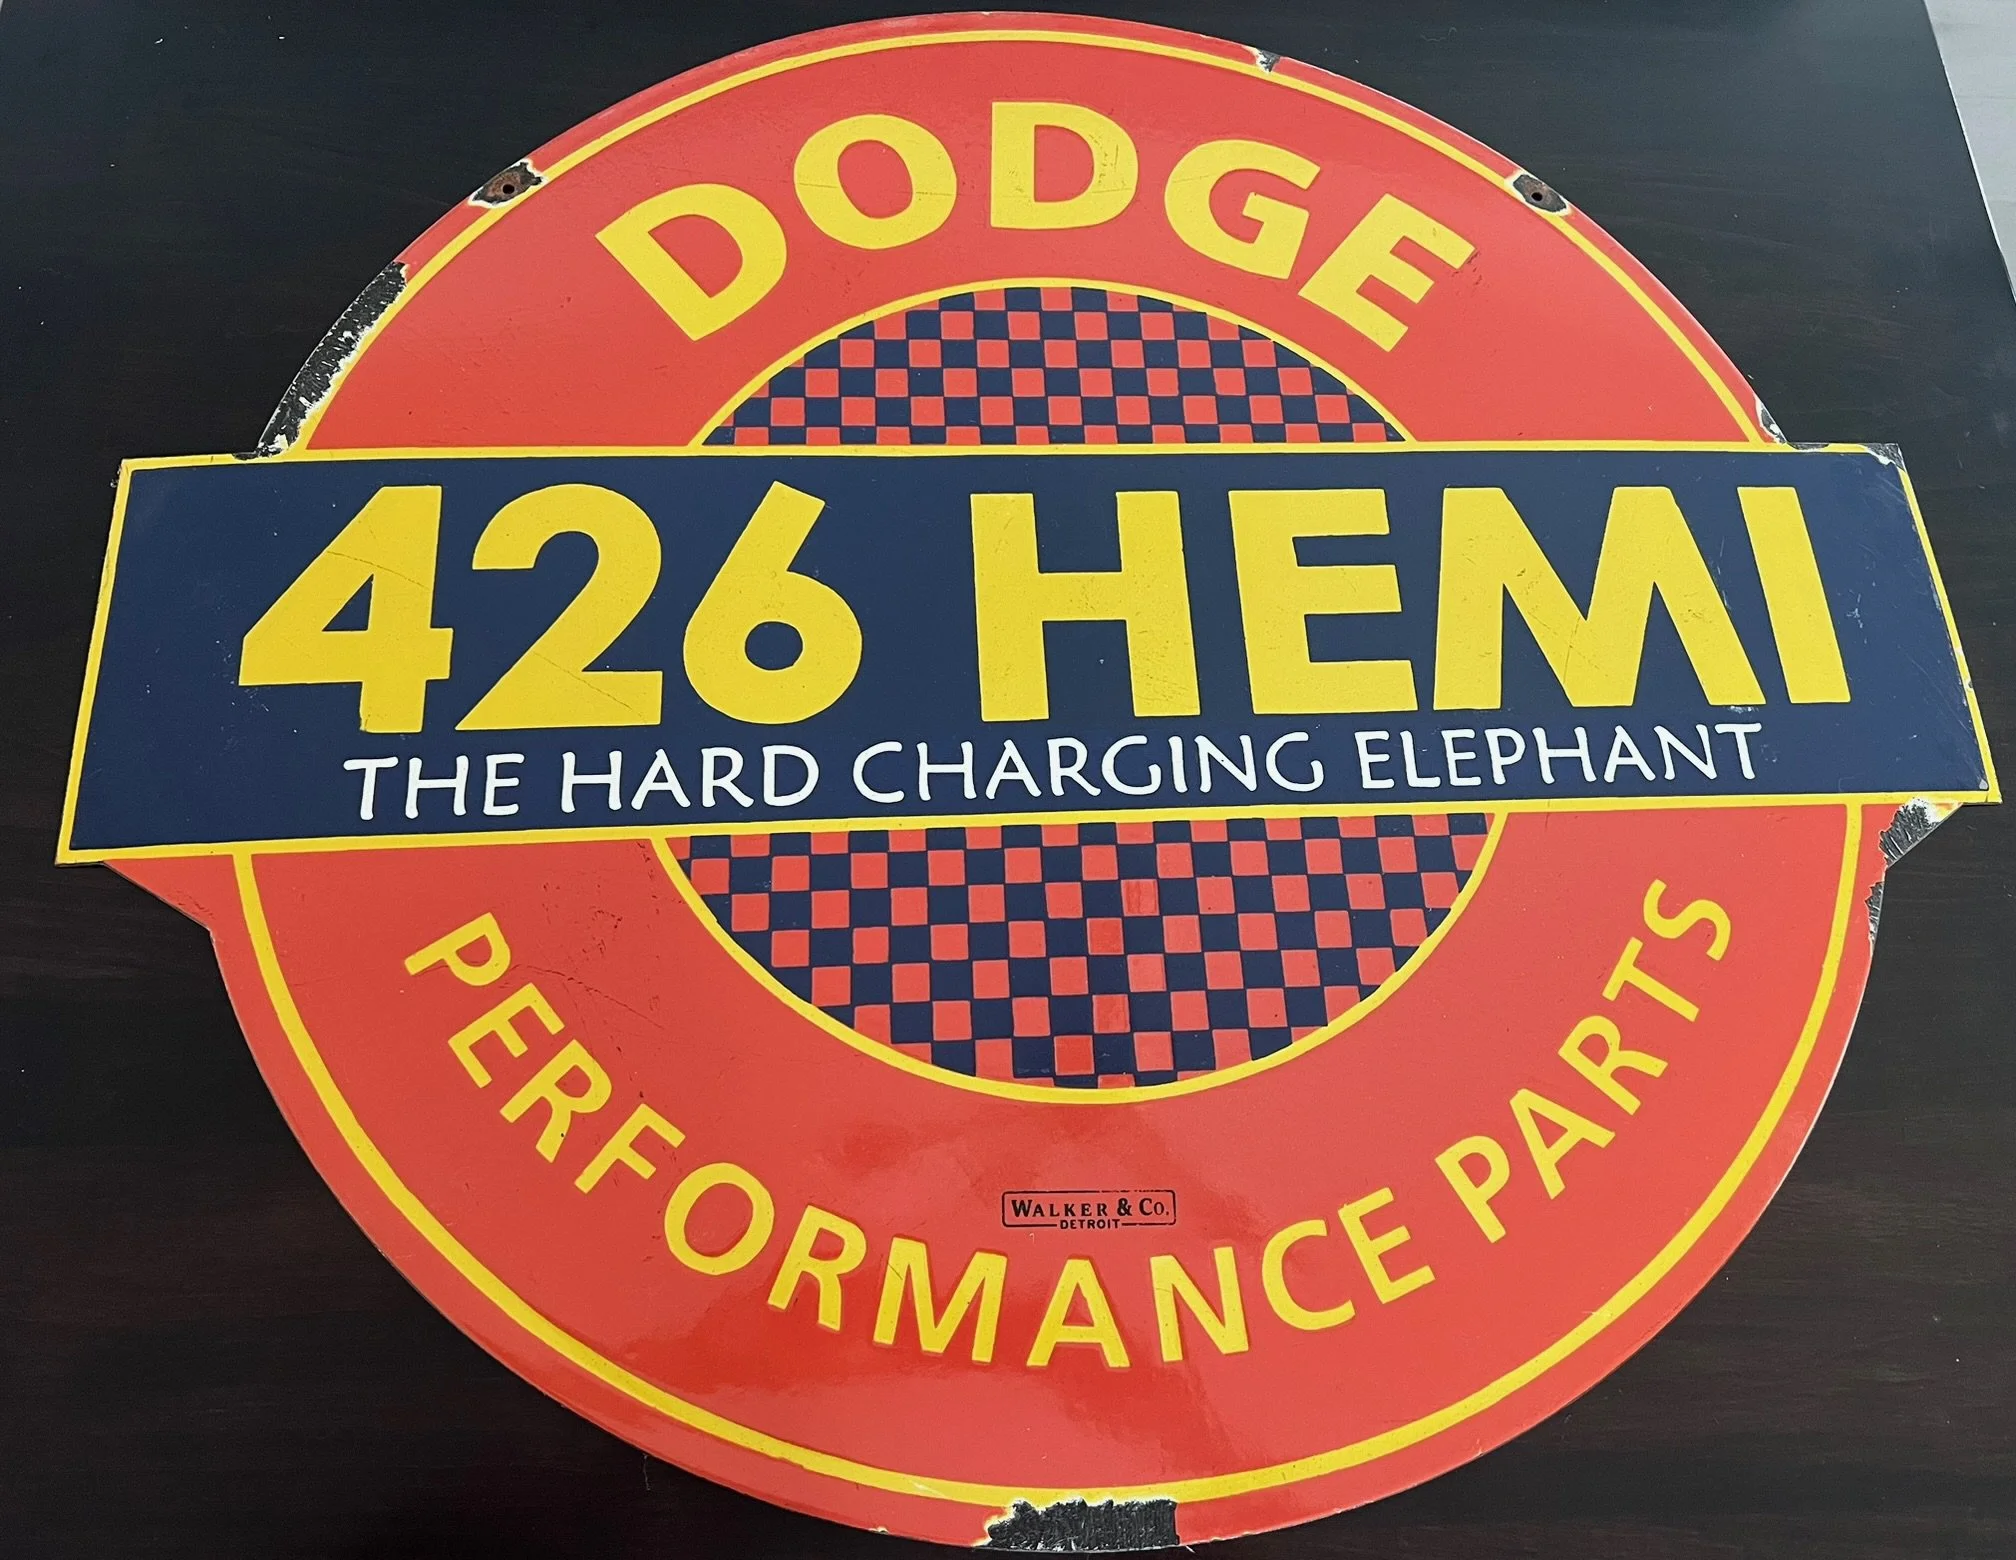 DODGE
426 HEMI
THE HARD CHARGING ELEPHANT
WALKER & CO.
DETROIT
PERFORMANCE PARTS